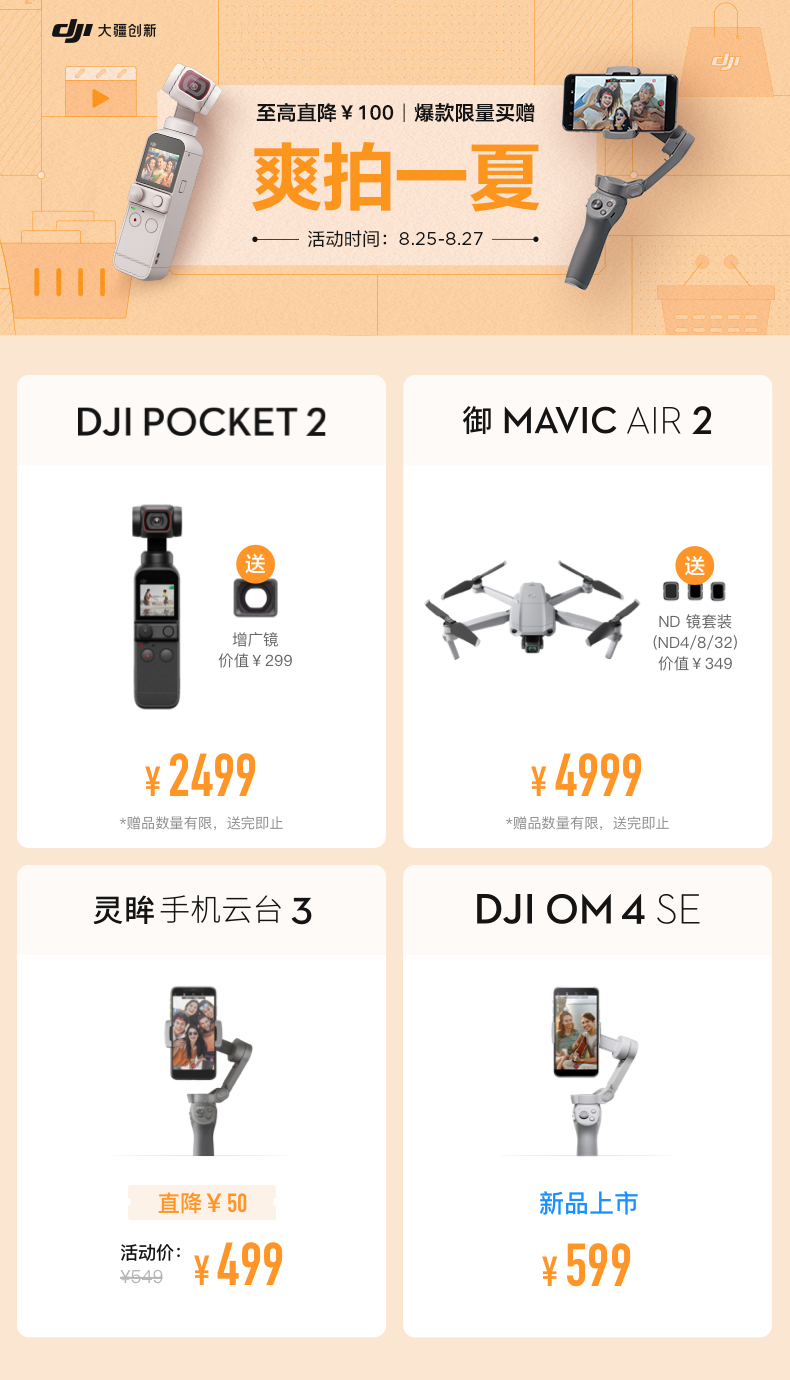 dji 大疆创新
dji
至高直降￥100｜爆款限量买赠
爽拍一夏
活动时间：8.25-8.27
DJI POCKET 2
送
增广镜
价值￥299
￥2499
*赠品数量有限，送完即止
御 MAVIC AIR 2
送
ND 镜套装
(ND4/8/32)
价值￥349
￥4999
*赠品数量有限，送完即止
灵眸手机云台 3
直降￥50
活动价：
¥549
￥499
DJI OM 4 SE
新品上市
￥599